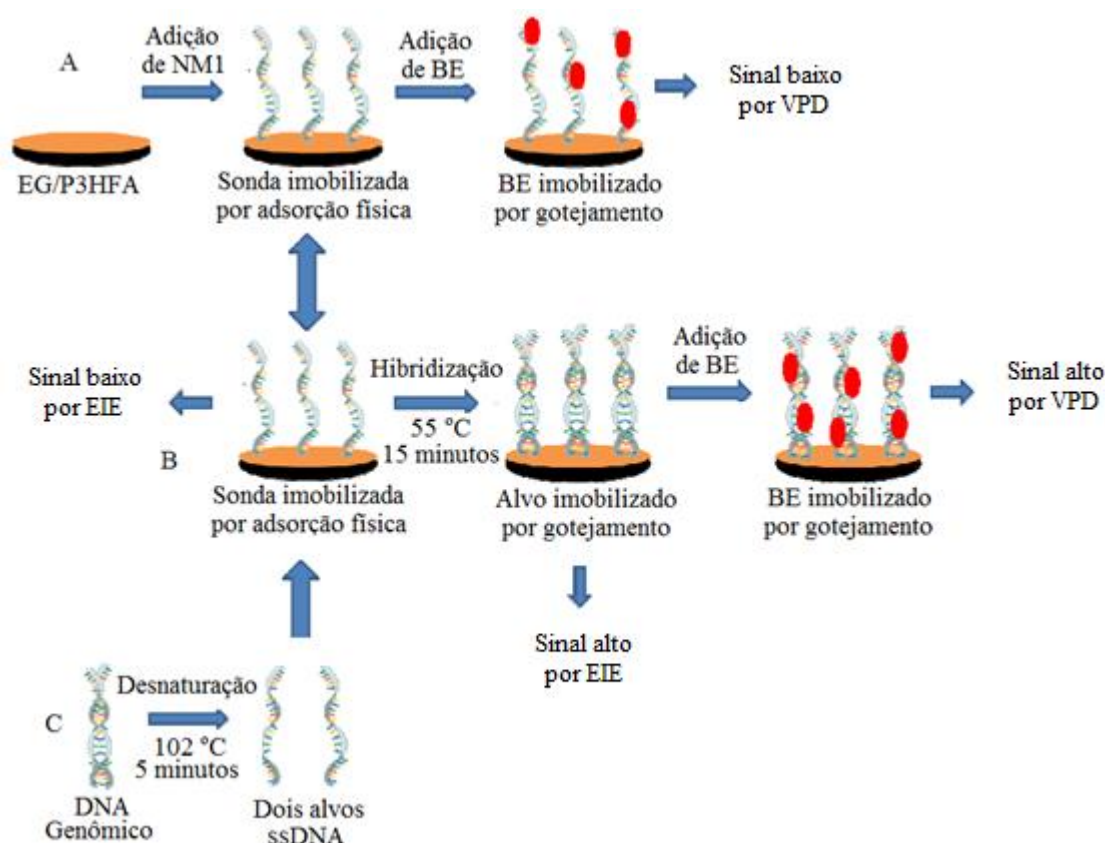 A
Adição
de NM1
Adição
de BE
Sinal baixo
por VPD
EG/P3HFA
Sonda imobilizada
por adsorção física
BE imobilizado
por gotejamento
Sinal baixo
por EIE
B
Hibridização
55 °C
15 minutos
Adição
de BE
Sinal alto
por VPD
Sonda imobilizada
por adsorção física
Alvo imobilizado
por gotejamento
BE imobilizado
por gotejamento
Sinal alto
por EIE
C
Desnaturação
102 °C
5 minutos
DNA
Genômico
Dois alvos
ssDNA